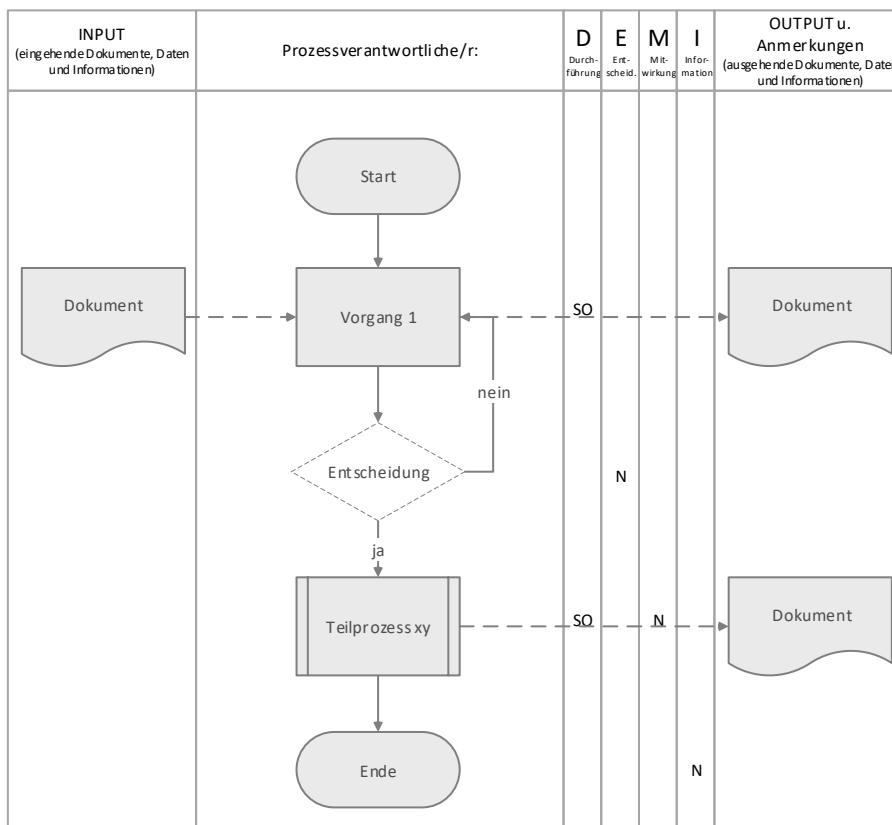 INPUT
(eingehende Dokumente, Daten
und Informationen)
Prozessverantwortliche/r:
D
Durch-
führung
E
Ent-
scheid.
M
Mit-
wirkung
I
Infor-
mation
OUTPUT u.
Anmerkungen
(ausgehende Dokumente, Daten
und Informationen)
Start
Dokument
Vorgang 1
SO
Dokument
nein
Entscheidung
N
ja
Teilprozess xy
SO
N
Dokument
Ende
N